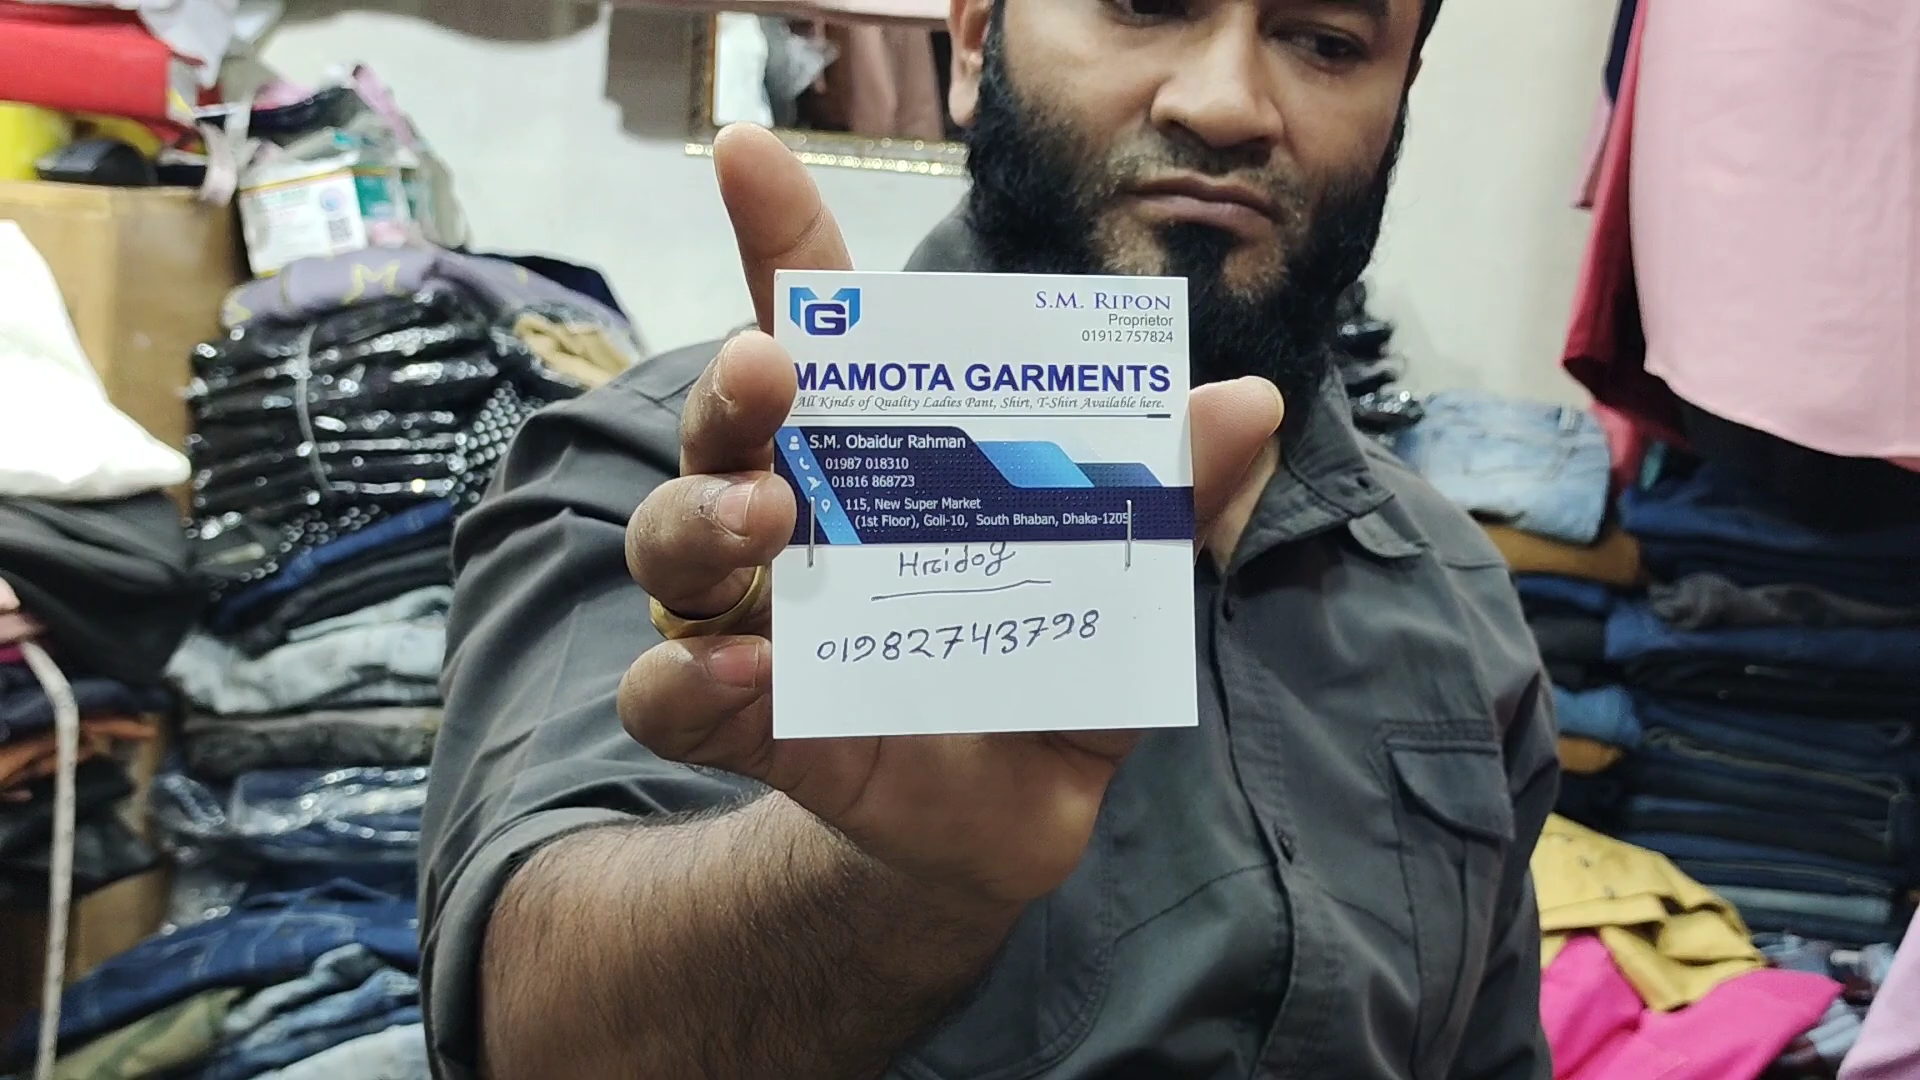 MG
S.M. RIPON
Proprietor
01912 757824
MAMOTA GARMENTS
All Kinds of Quality Ladies Pant, Shirt, T-Shirt Available here.
S.M. Obaidur Rahman
01987 018310
01816 868723
115, New Super Market
(1st Floor), Goli-10, South Bhaban, Dhaka-1205
Hridoy
01982743798